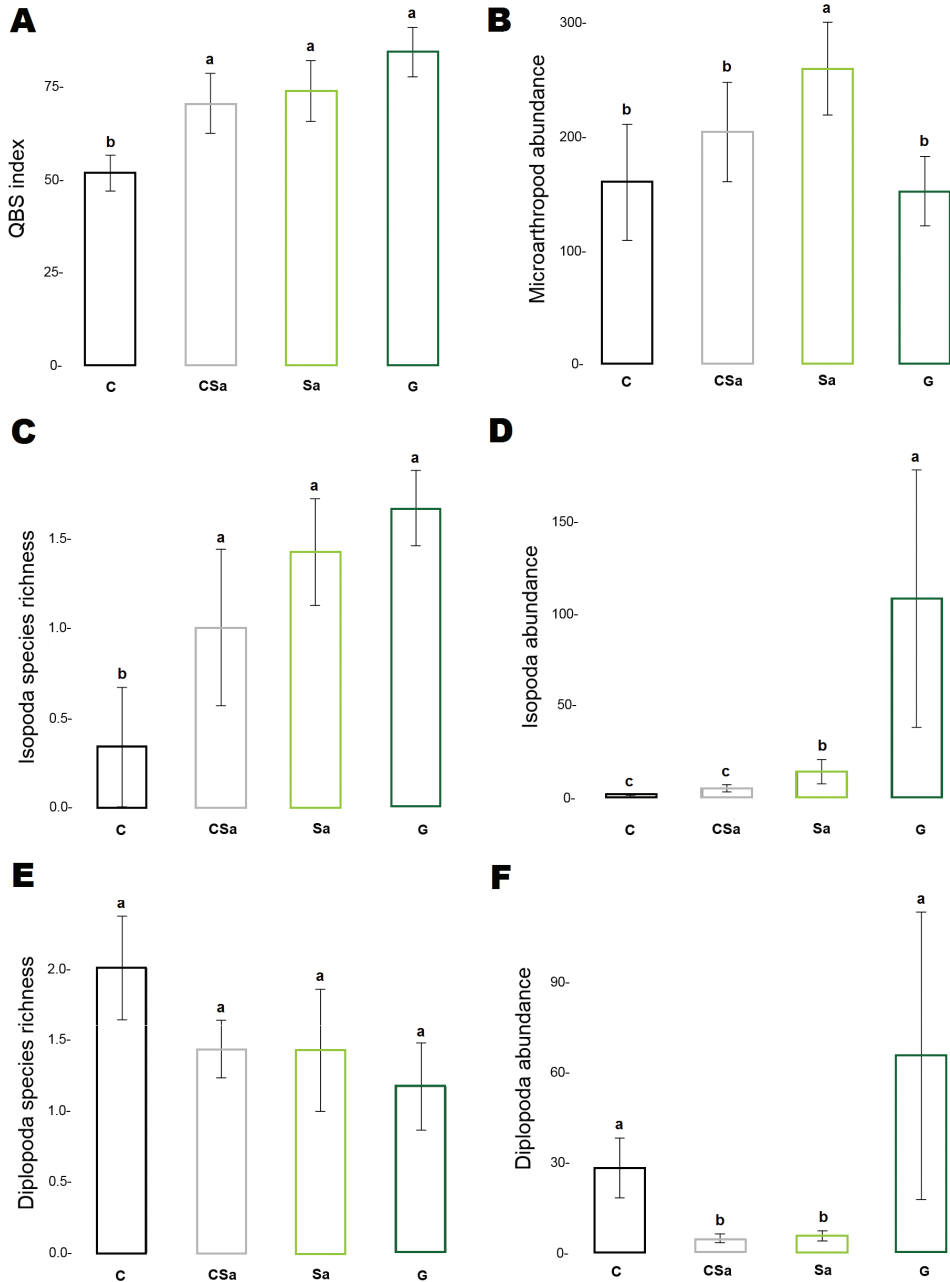 A
QBS index
75-
50-
25-
0-
b
a
a
a
C
CSa
Sa
G
B
Microarthropod abundance
300-
200-
100-
0-
b
b
a
b
C
CSa
Sa
G
C
Isopoda species richness
1.5-
1.0-
0.5-
0.0-
b
a
a
a
C
CSa
Sa
G
D
Isopoda abundance
150-
100-
50-
0-
c
c
b
a
C
CSa
Sa
G
E
Diplopoda species richness
2.0-
1.5-
1.0-
0.5-
0.0-
a
a
a
a
C
CSa
Sa
G
F
Diplopoda abundance
90-
60-
30-
0-
a
b
b
a
C
CSa
Sa
G